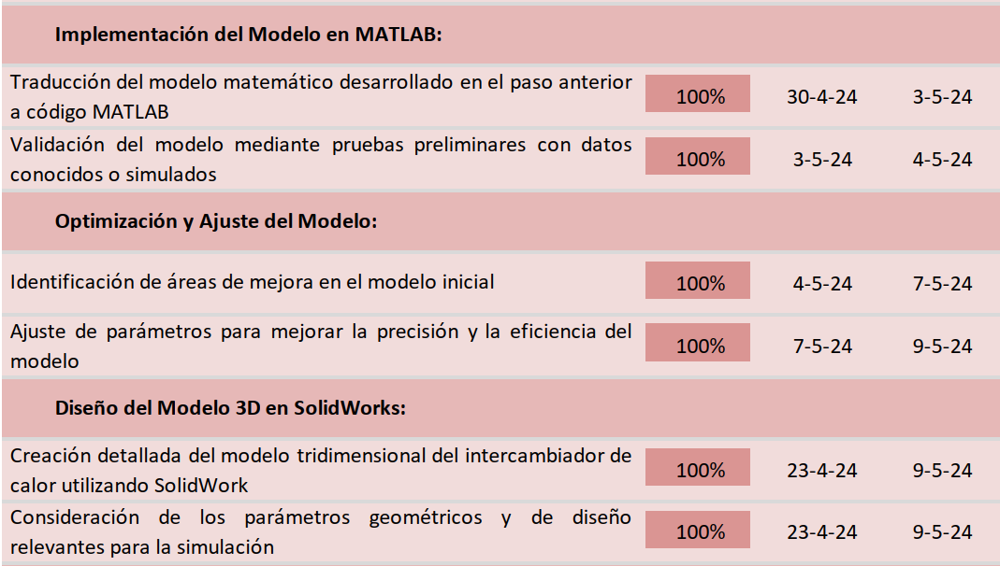 Implementación del Modelo en MATLAB:
Traducción del modelo matemático desarrollado en el paso anterior
a código MATLAB
100% 30-4-24 3-5-24
Validación del modelo mediante pruebas preliminares con datos
conocidos o simulados
100% 3-5-24 4-5-24
Optimización y Ajuste del Modelo:
Identificación de áreas de mejora en el modelo inicial
100% 4-5-24 7-5-24
Ajuste de parámetros para mejorar la precisión y la eficiencia del
modelo
100% 7-5-24 9-5-24
Diseño del Modelo 3D en SolidWorks:
Creación detallada del modelo tridimensional del intercambiador de
calor utilizando SolidWork
100% 23-4-24 9-5-24
Consideración de los parámetros geométricos y de diseño
relevantes para la simulación
100% 23-4-24 9-5-24